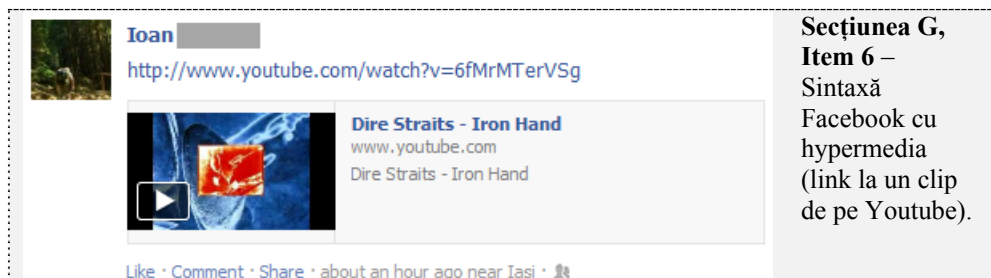 Ioan
http://www.youtube.com/watch?v=6fMrMTerVSg
Dire Straits - Iron Hand
www.youtube.com
Dire Straits - Iron Hand
Like · Comment · Share · about an hour ago near Iasi ·
Secțiunea G,
Item 6 –
Sintaxă
Facebook cu
hypermedia
(link la un clip
de pe Youtube).